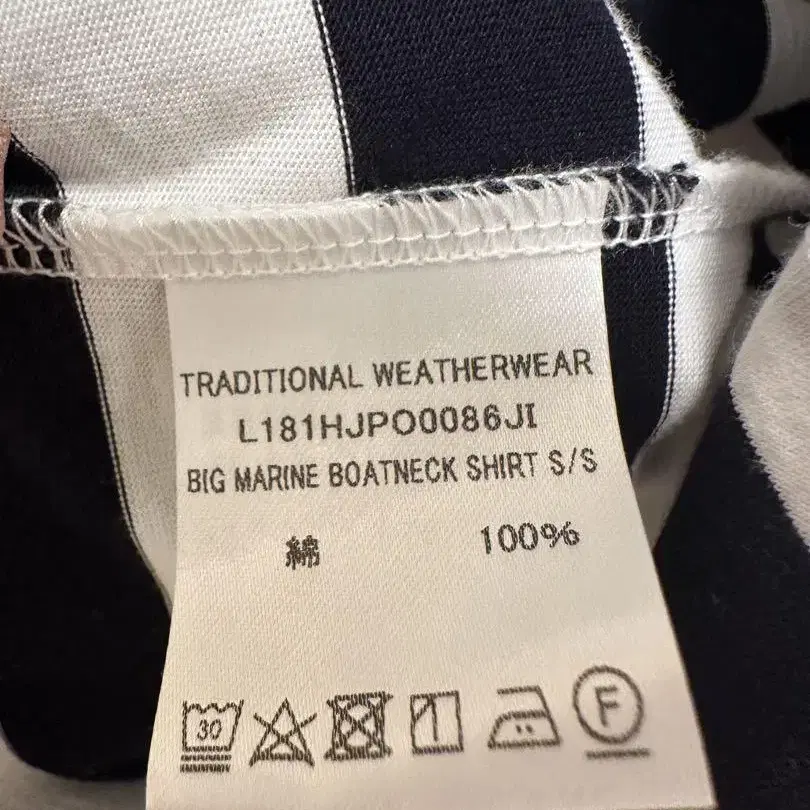 TRADITIONAL WEATHERWEAR
L181HJPO0086JI
BIG MARINE BOATNECK SHIRT S/S
綿 100%
30 F